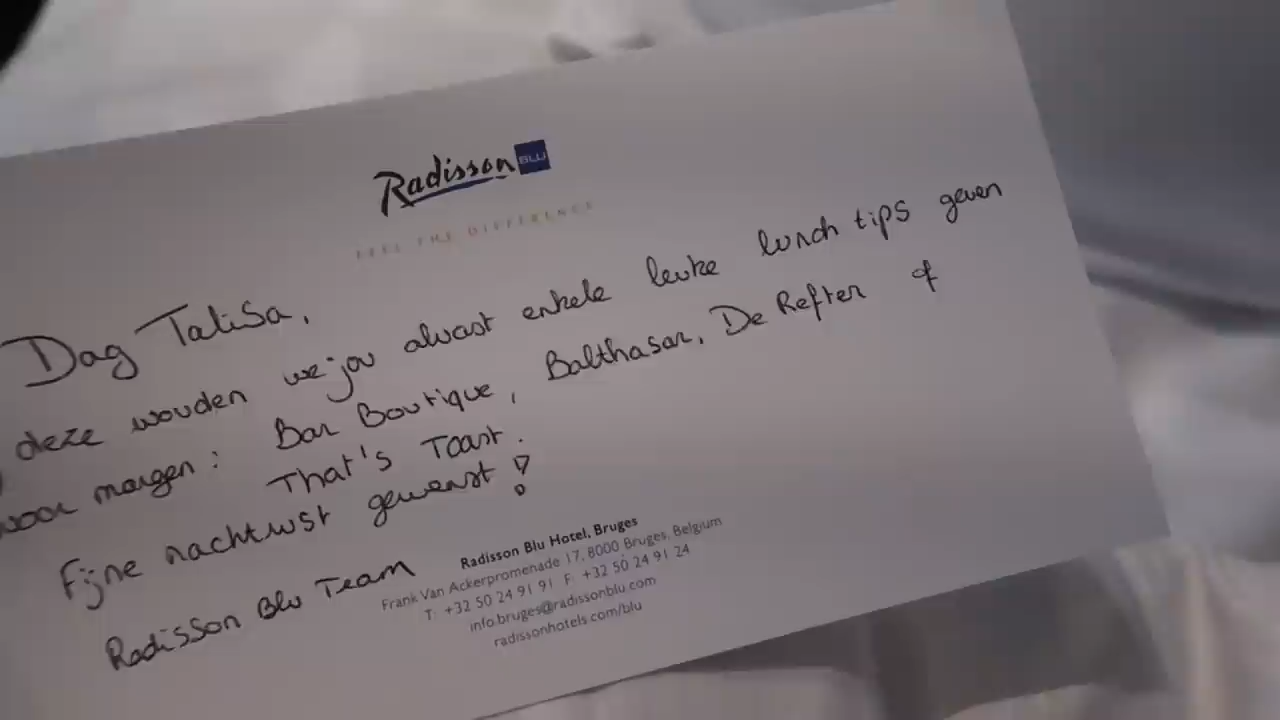 Radisson BLU
FEEL THE DIFFERENCE
Dag Talisa,
deze wouden we jou alvast enkele leuke lunch tips geven
voor morgen: Bar Boutique, Balthasar, De Refter of
That's Toast.
Fijne nachtrust gewenst!
Radisson Blu Team
Radisson Blu Hotel, Bruges
Frank Van Ackerpromenade 17, 8000 Bruges, Belgium
T: +32 50 24 91 91 F: +32 50 24 91 24
info.bruges@radissonblu.com
radissonhotels.com/blu